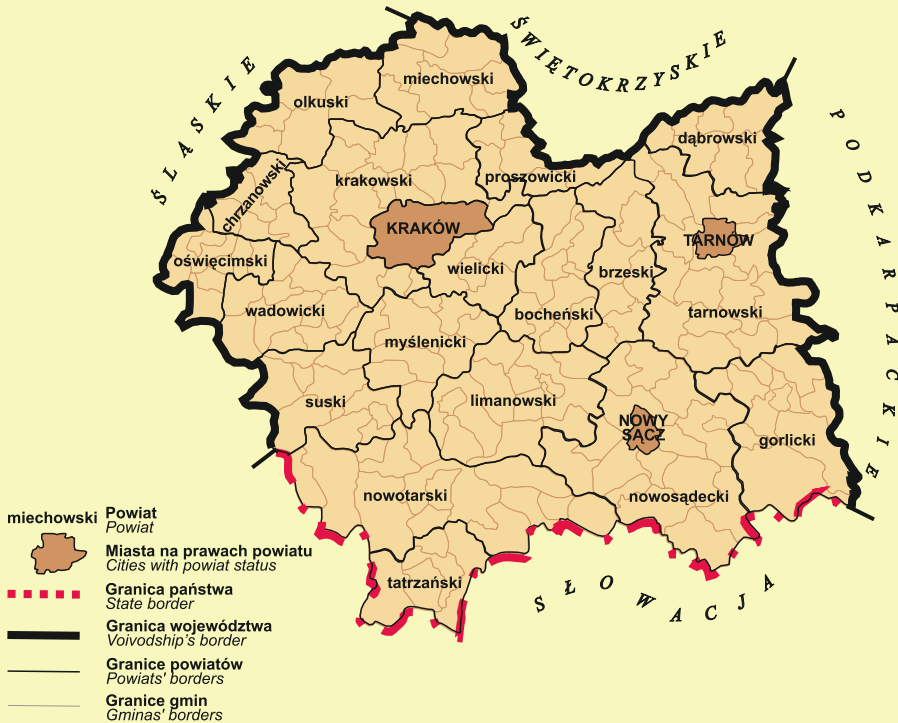 ŚLĄSKIE
ŚWIĘTOKRZYSKIE
PODKARPACKIE
miechowski
olkuski
dąbrowski
proszowicki
krakowski
chrzanowski
KRAKÓW
TARNÓW
oświęcimski
wielicki
brzeski
wadowicki
bocheński
tarnowski
myślenicki
suski
limanowski
NOWY
SĄCZ
gorlicki
nowotarski
nowosądecki
tatrzański
SŁOWACJA
miechowski
Powiat
Powiat
Miasta na prawach powiatu
Cities with powiat status
Granica państwa
State border
Granica województwa
Voivodship's border
Granice powiatów
Powiats' borders
Granice gmin
Gminas' borders